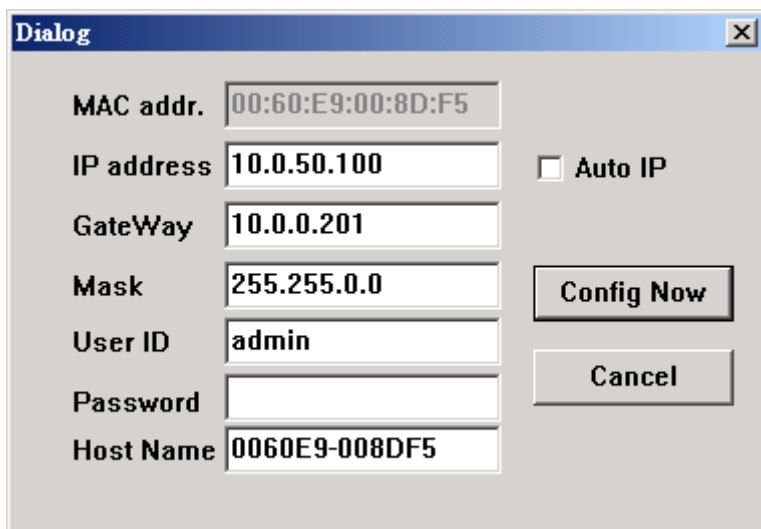 Dialog
MAC addr. 00:60:E9:00:8D:F5
IP address 10.0.50.100 Auto IP
GateWay 10.0.0.201
Mask 255.255.0.0 Config Now
User ID admin
Cancel
Password
Host Name 0060E9-008DF5